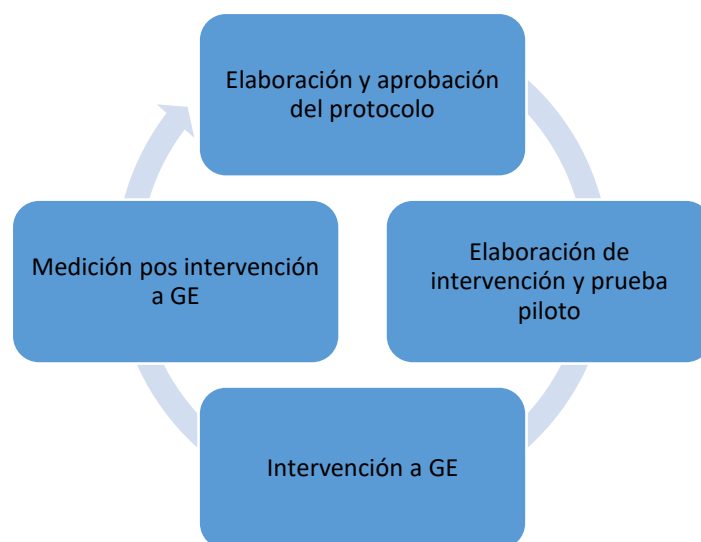 Elaboración y aprobación
del protocolo
Elaboración de
intervención y prueba
piloto
Intervención a GE
Medición pos intervención
a GE